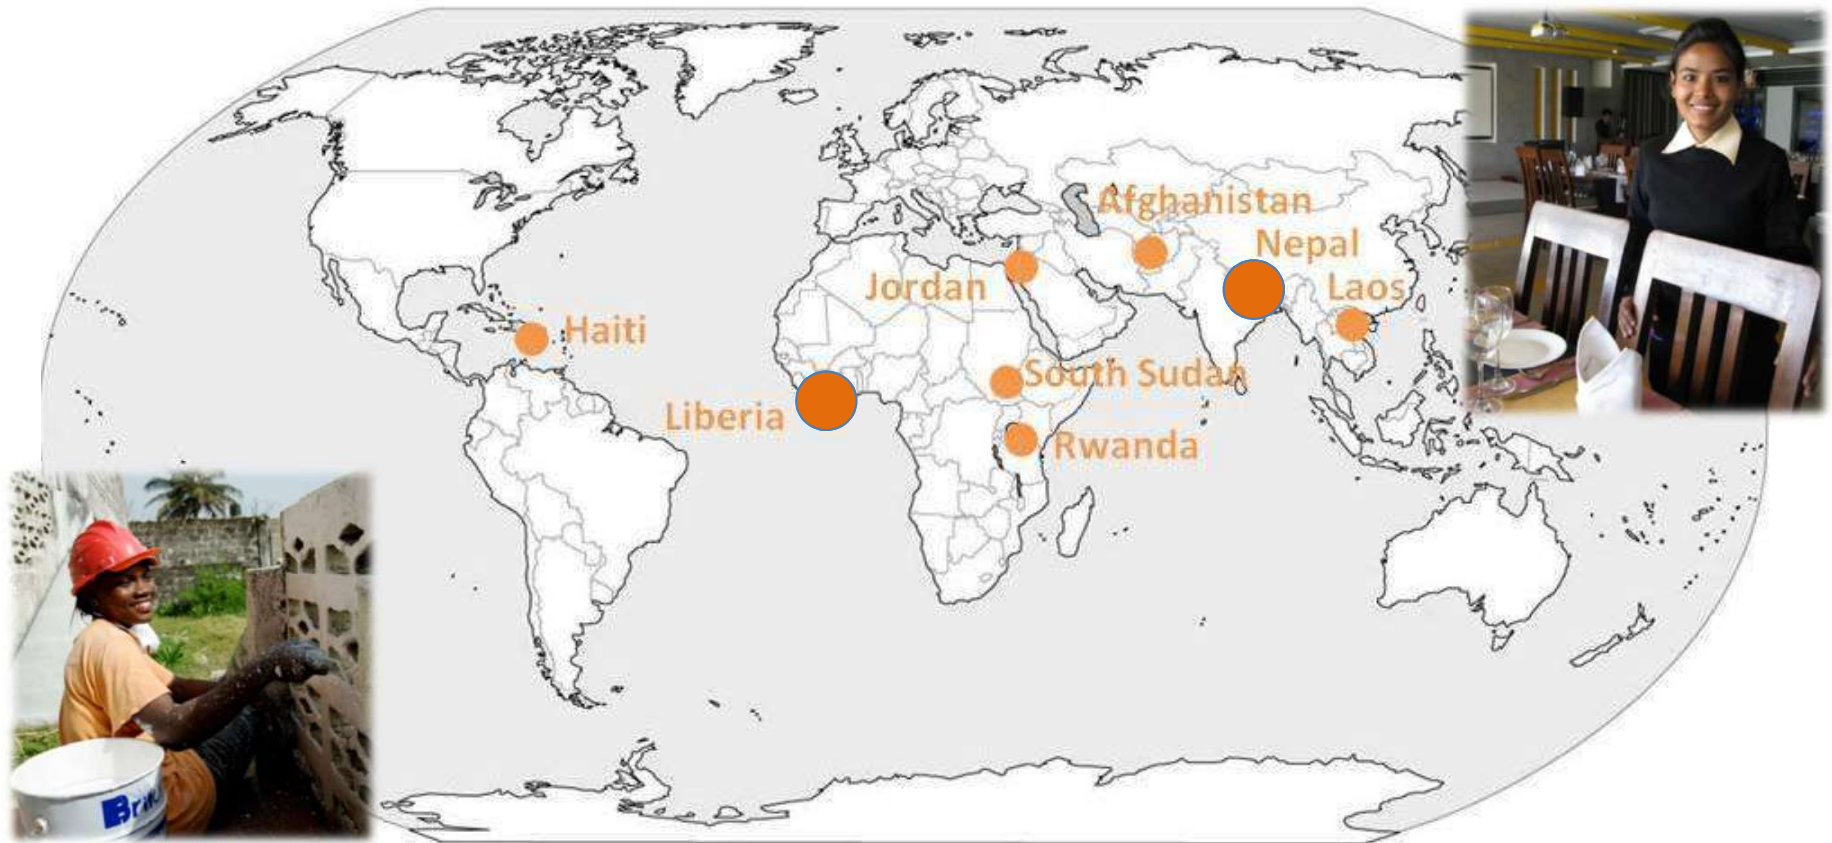 Afghanistan
Nepal
Jordan
Laos
Haiti
South Sudan
Liberia
Rwanda